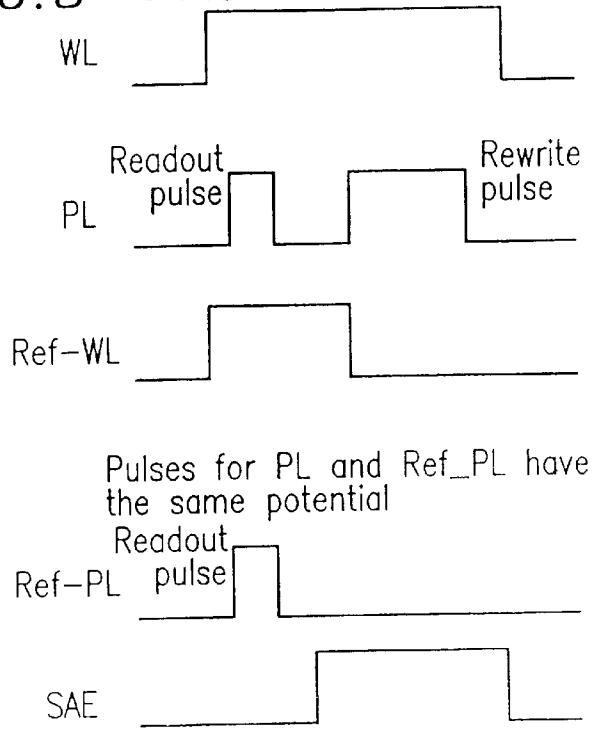 WL
Readout
pulse
Rewrite
pulse
PL
Ref-WL
Pulses for PL and Ref_PL have
the same potential
Readout
pulse
Ref-PL
SAE